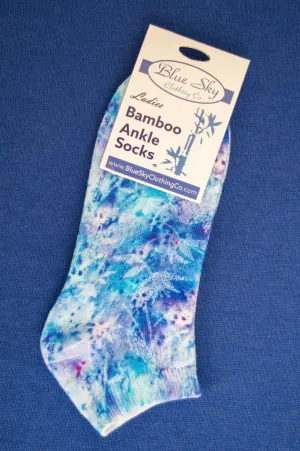 Blue Sky
Clothing Co
Ladies
Bamboo
Ankle
Socks
www.BlueSkyClothingCo.com